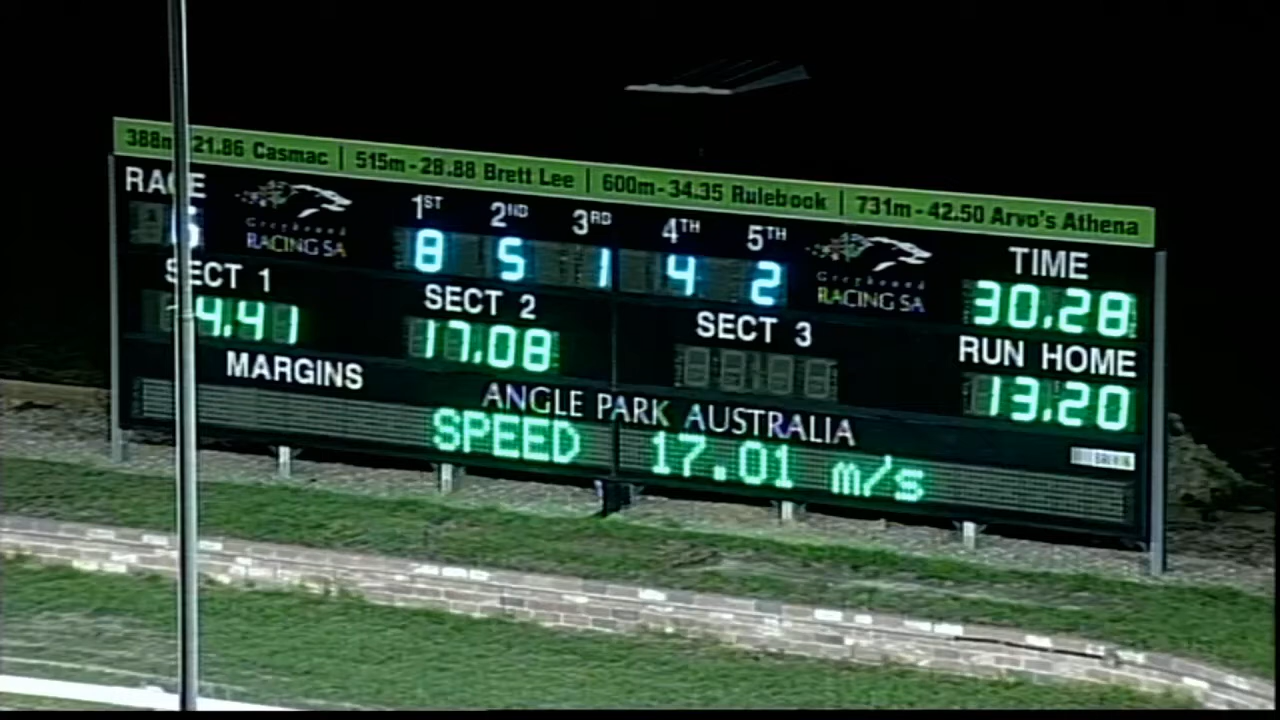 388m-21.86 Casmac | 515m-28.88 Brett Lee | 600m-34.35 Rulebook | 731m-42.50 Arvo's Athena
RACE 1ST 2ND 3RD 4TH 5TH TIME
6 Greyhound RACING SA 8 5 1 4 2 Greyhound RACING SA 30.28
SECT 1 SECT 2 SECT 3 RUN HOME
4.41 17.08 13.20
MARGINS ANGLE PARK AUSTRALIA
SPEED 17.01 m/s